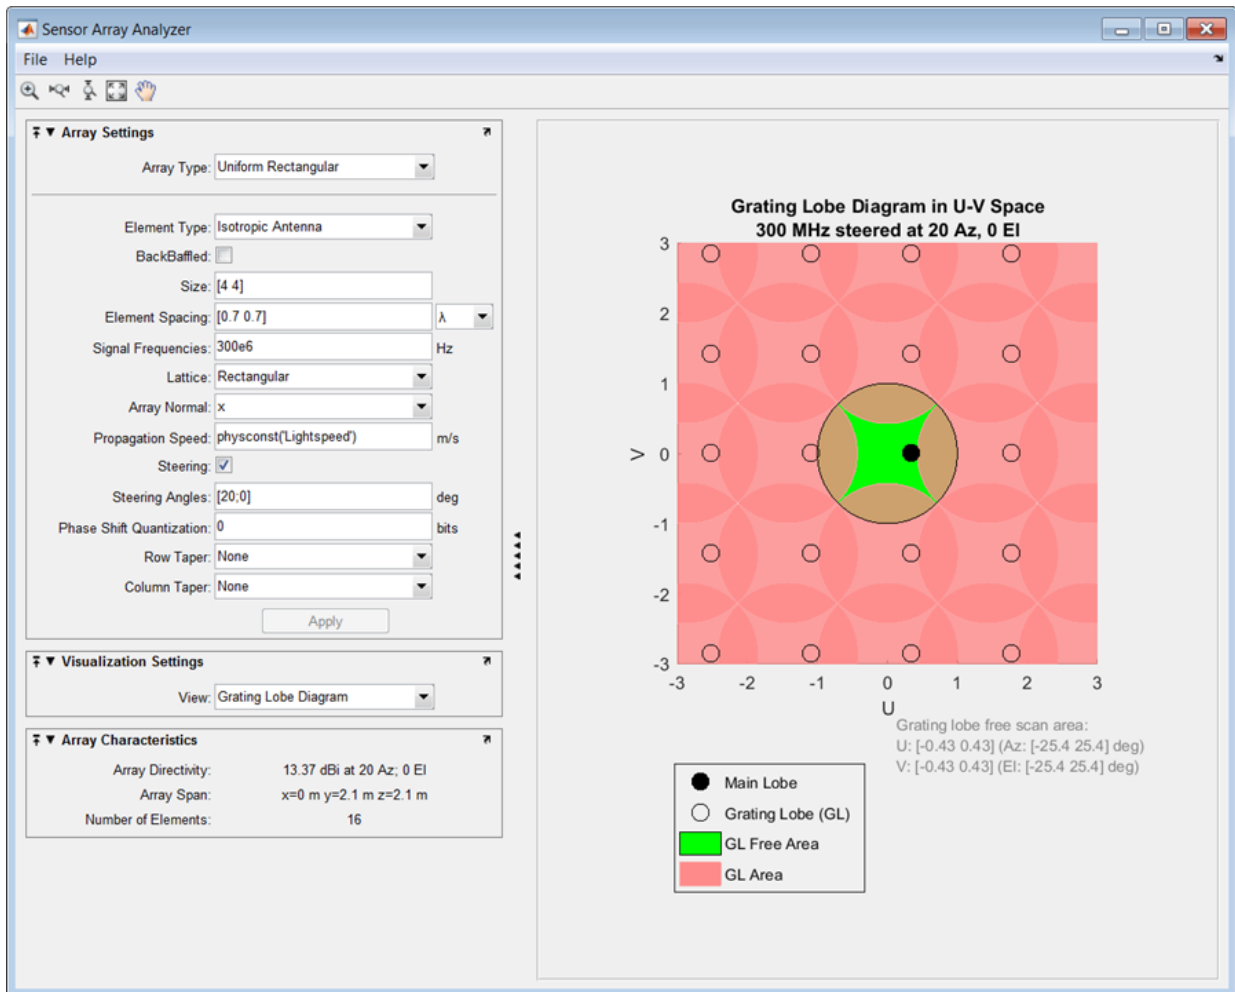 Sensor Array Analyzer
File Help
Array Settings
Array Type: Uniform Rectangular
Element Type: Isotropic Antenna
BackBaffled:
Size: [4 4]
Element Spacing: [0.7 0.7] λ
Signal Frequencies: 300e6 Hz
Lattice: Rectangular
Array Normal: x
Propagation Speed: physconst('Lightspeed') m/s
Steering:
Steering Angles: [20;0] deg
Phase Shift Quantization: 0 bits
Row Taper: None
Column Taper: None
Apply
Visualization Settings
View: Grating Lobe Diagram
Array Characteristics
Array Directivity: 13.37 dBi at 20 Az; 0 El
Array Span: x=0 m y=2.1 m z=2.1 m
Number of Elements: 16
Grating Lobe Diagram in U-V Space
300 MHz steered at 20 Az, 0 El
3
2
1
0
-1
-2
-3
V
-3 -2 -1 0 1 2 3
U
Grating lobe free scan area:
U: [-0.43 0.43] (Az: [-25.4 25.4] deg)
V: [-0.43 0.43] (El: [-25.4 25.4] deg)
Main Lobe
Grating Lobe (GL)
GL Free Area
GL Area